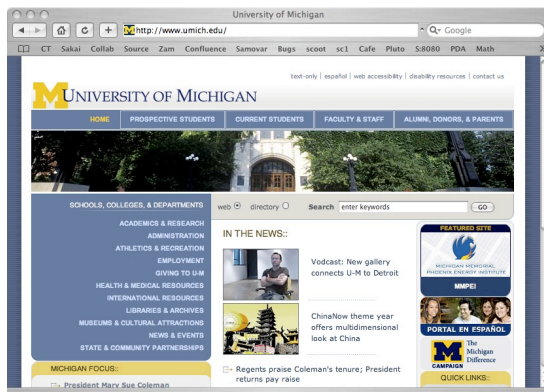 University of Michigan
http://www.umich.edu/
Google
CT Sakai Collab Source Zam Confluence Samovar Bugs scoot sc1 Cafe Pluto S:8080 PDA Math
text-only | español | web accessibility | disability resources | contact us
M UNIVERSITY OF MICHIGAN
HOME PROSPECTIVE STUDENTS CURRENT STUDENTS FACULTY & STAFF ALUMNI, DONORS, & PARENTS
SCHOOLS, COLLEGES, & DEPARTMENTS
web directory Search enter keywords GO
ACADEMICS & RESEARCH
ADMINISTRATION
ATHLETICS & RECREATION
EMPLOYMENT
GIVING TO U-M
HEALTH & MEDICAL RESOURCES
INTERNATIONAL RESOURCES
LIBRARIES & ARCHIVES
MUSEUMS & CULTURAL ATTRACTIONS
NEWS & EVENTS
STATE & COMMUNITY PARTNERSHIPS
MICHIGAN FOCUS::
President Mary Sue Coleman
IN THE NEWS::
Vodcast: New gallery
connects U-M to Detroit
ChinaNow theme year
offers multidimensional
look at China
Regents praise Coleman's tenure; President
returns pay raise
FEATURED SITE
MICHIGAN MEMORIAL
PHOENIX ENERGY INSTITUTE
MMPEI
PORTAL EN ESPAÑOL
M The
Michigan
Difference
CAMPAIGN
QUICK LINKS::